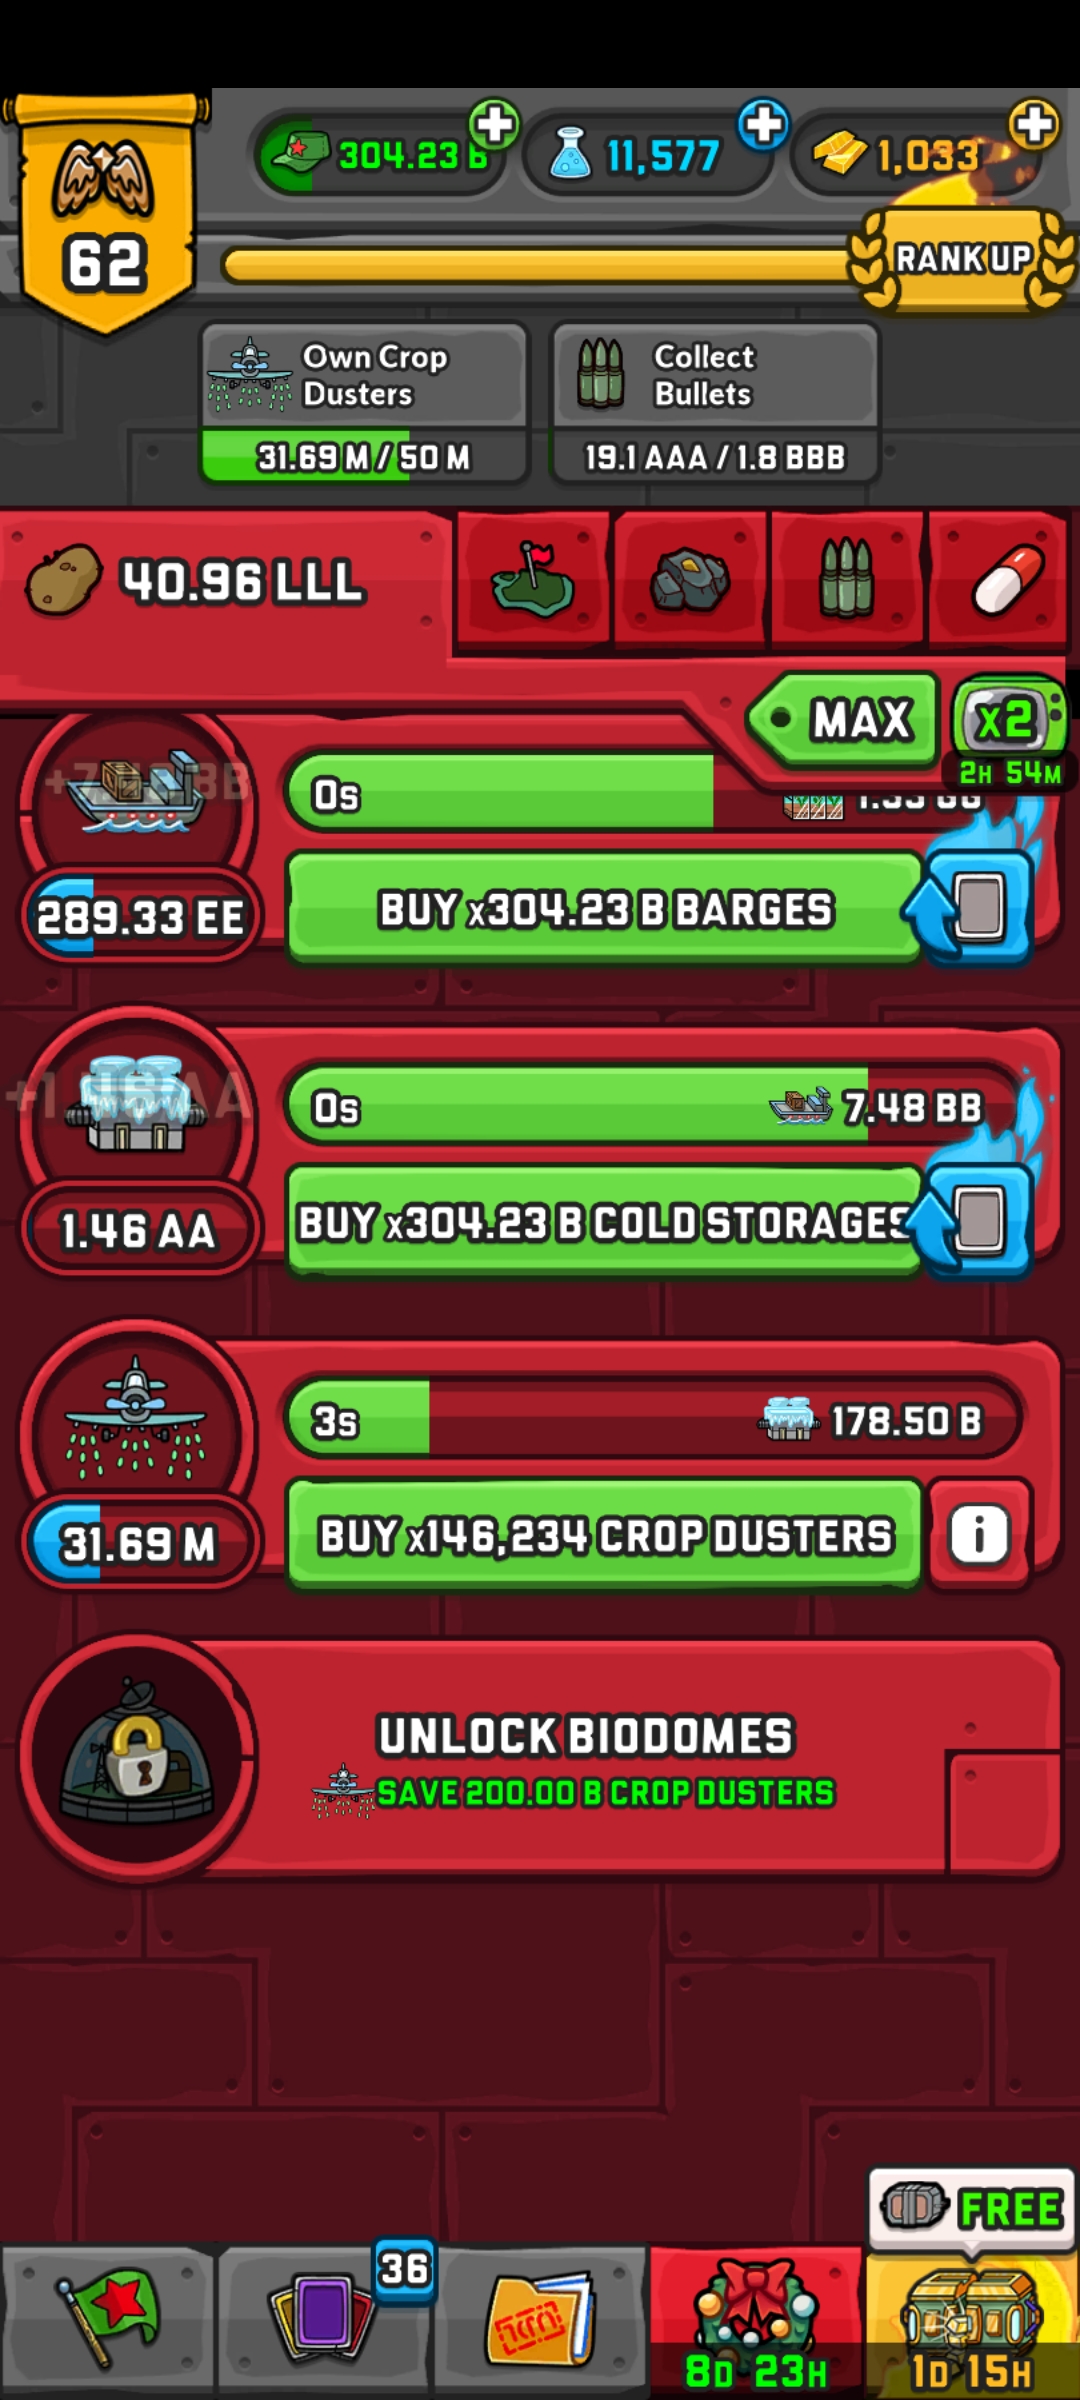 304.23 B
11,577
1,033
62
RANK UP
Own Crop
Dusters
31.69 M / 50 M
Collect
Bullets
19.1 AAA / 1.8 BBB
40.96 LLL
MAX
x2
2H 54M
0s
289.33 EE
BUY x304.23 B BARGES
0s
7.48 BB
1.46 AA
BUY x304.23 B COLD STORAGES
3s
178.50 B
31.69 M
BUY x146,234 CROP DUSTERS
i
UNLOCK BIODOMES
SAVE 200.00 B CROP DUSTERS
FREE
36
8D 23H
1D 15H